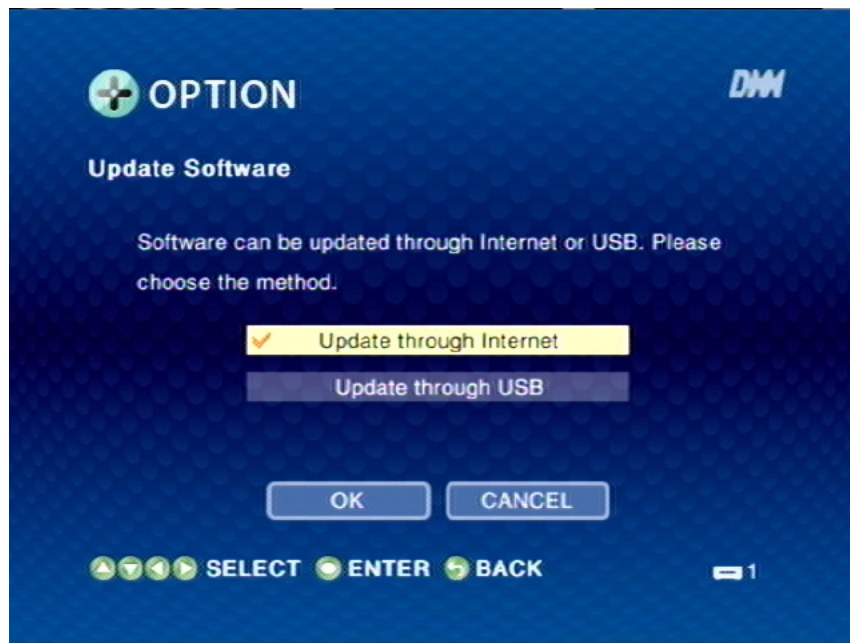 OPTION
DMM
Update Software
Software can be updated through Internet or USB. Please
choose the method.
Update through Internet
Update through USB
OK CANCEL
SELECT ENTER BACK
1